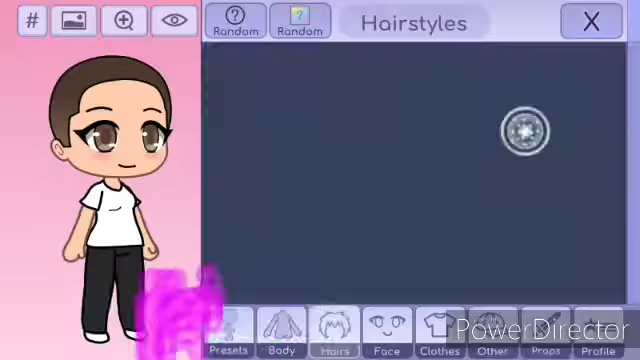 #
Random
Random
Hairstyles
X
Presets
Body
Hairs
Face
Clothes
Other
Props
Profile
PowerDirector